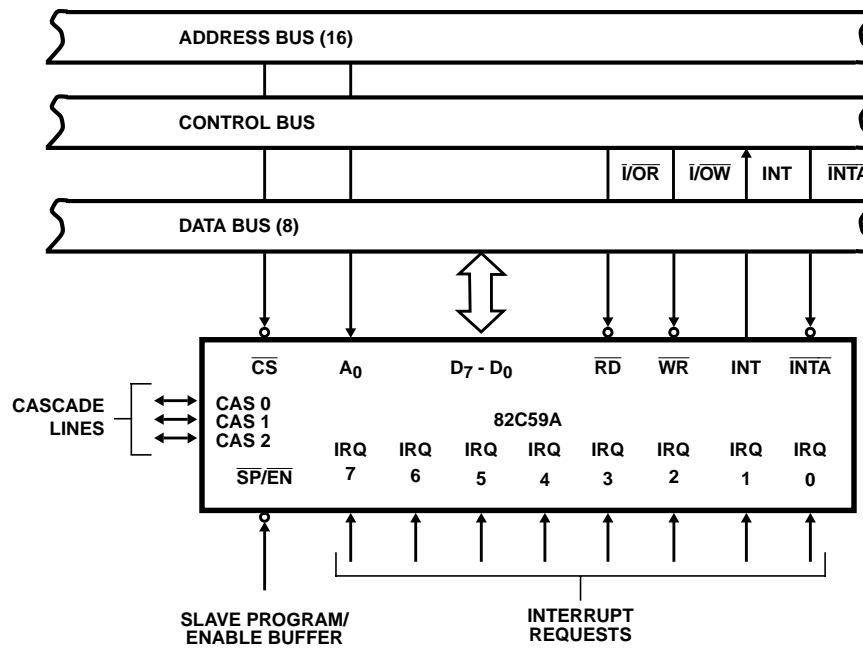 ADDRESS BUS (16)
CONTROL BUS
I/OR I/OW INT INTA
DATA BUS (8)
CS A0 D7 - D0 RD WR INT INTA
CASCADE LINES
CAS 0
CAS 1
CAS 2
82C59A
IRQ 7
IRQ 6
IRQ 5
IRQ 4
IRQ 3
IRQ 2
IRQ 1
IRQ 0
SP/EN
SLAVE PROGRAM/
ENABLE BUFFER
INTERRUPT
REQUESTS